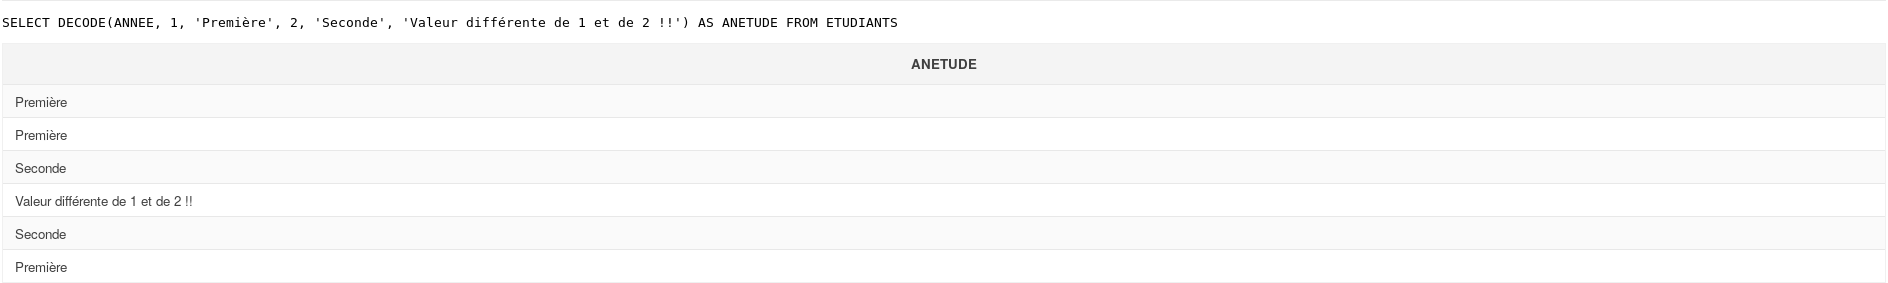 SELECT DECODE(ANNEE, 1, 'Première', 2, 'Seconde', 'Valeur différente de 1 et de 2 !!') AS ANETUDE FROM ETUDIANTS
ANETUDE
Première
Première
Seconde
Valeur différente de 1 et de 2 !!
Seconde
Première